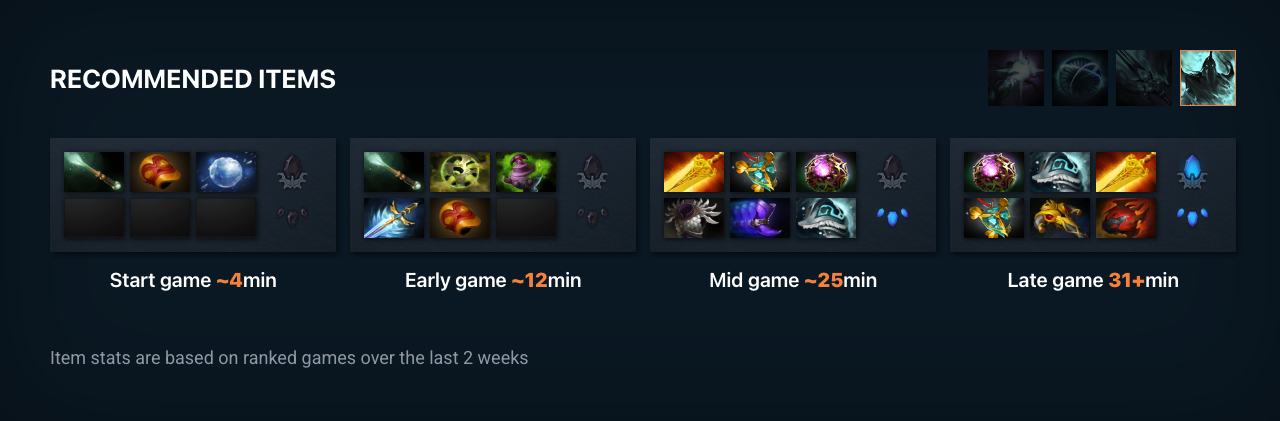 RECOMMENDED ITEMS
Start game ~4min
Early game ~12min
Mid game ~25min
Late game 31+min
Item stats are based on ranked games over the last 2 weeks